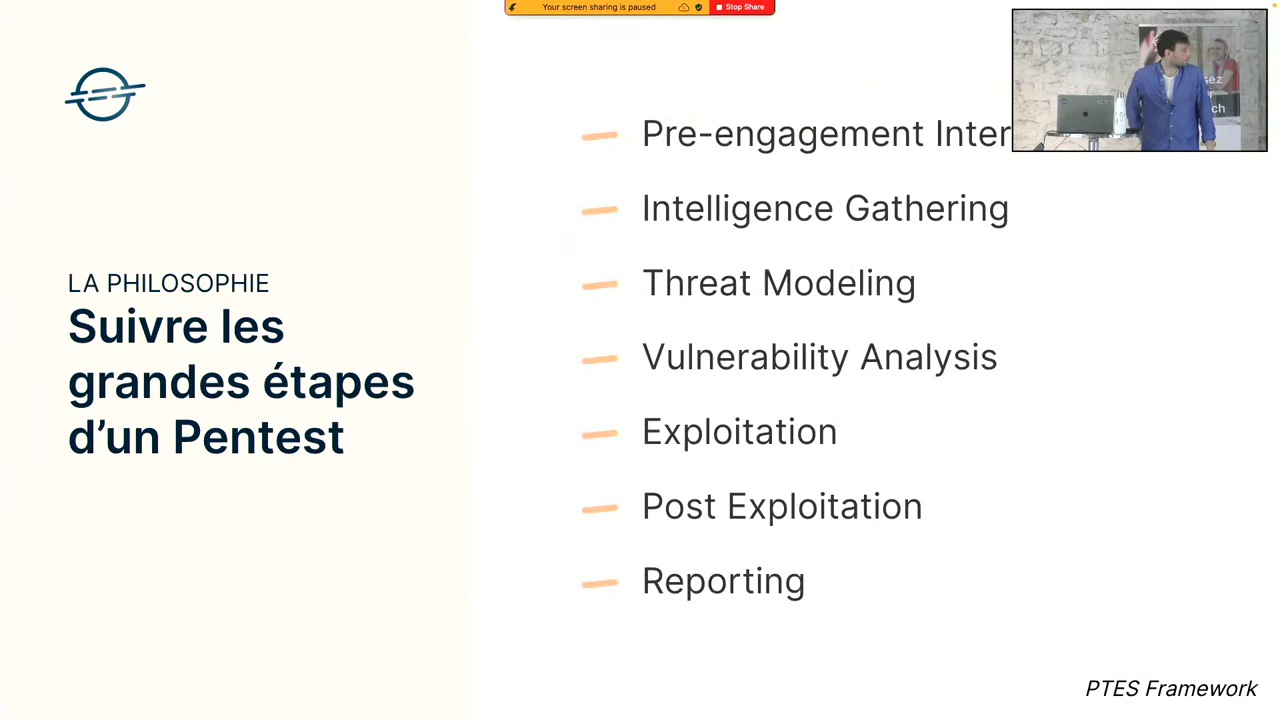 Your screen sharing is paused
Stop Share
LA PHILOSOPHIE
Suivre les
grandes étapes
d’un Pentest
Pre-engagement Inter
Intelligence Gathering
Threat Modeling
Vulnerability Analysis
Exploitation
Post Exploitation
Reporting
PTES Framework